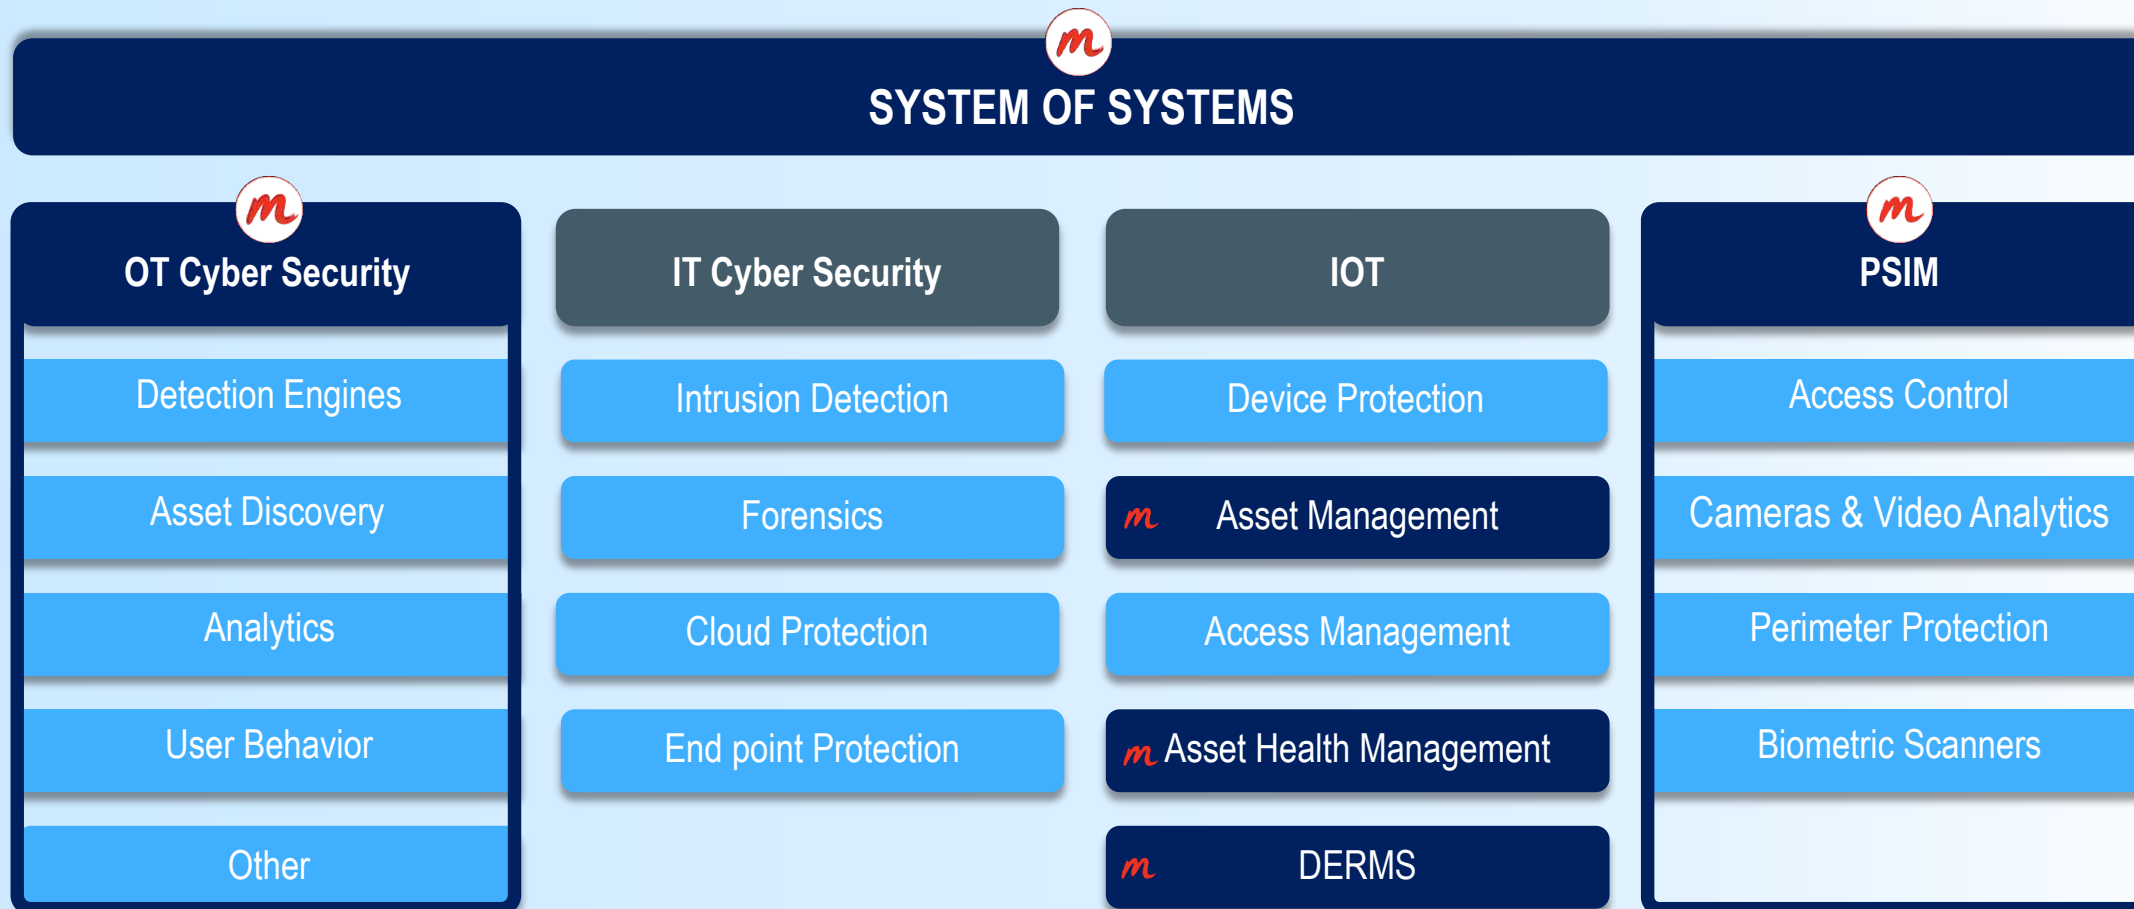 m
SYSTEM OF SYSTEMS
m
OT Cyber Security
Detection Engines
Asset Discovery
Analytics
User Behavior
Other
IT Cyber Security
Intrusion Detection
Forensics
Cloud Protection
End point Protection
IOT
Device Protection
m Asset Management
Access Management
m Asset Health Management
m DERMS
m
PSIM
Access Control
Cameras & Video Analytics
Perimeter Protection
Biometric Scanners